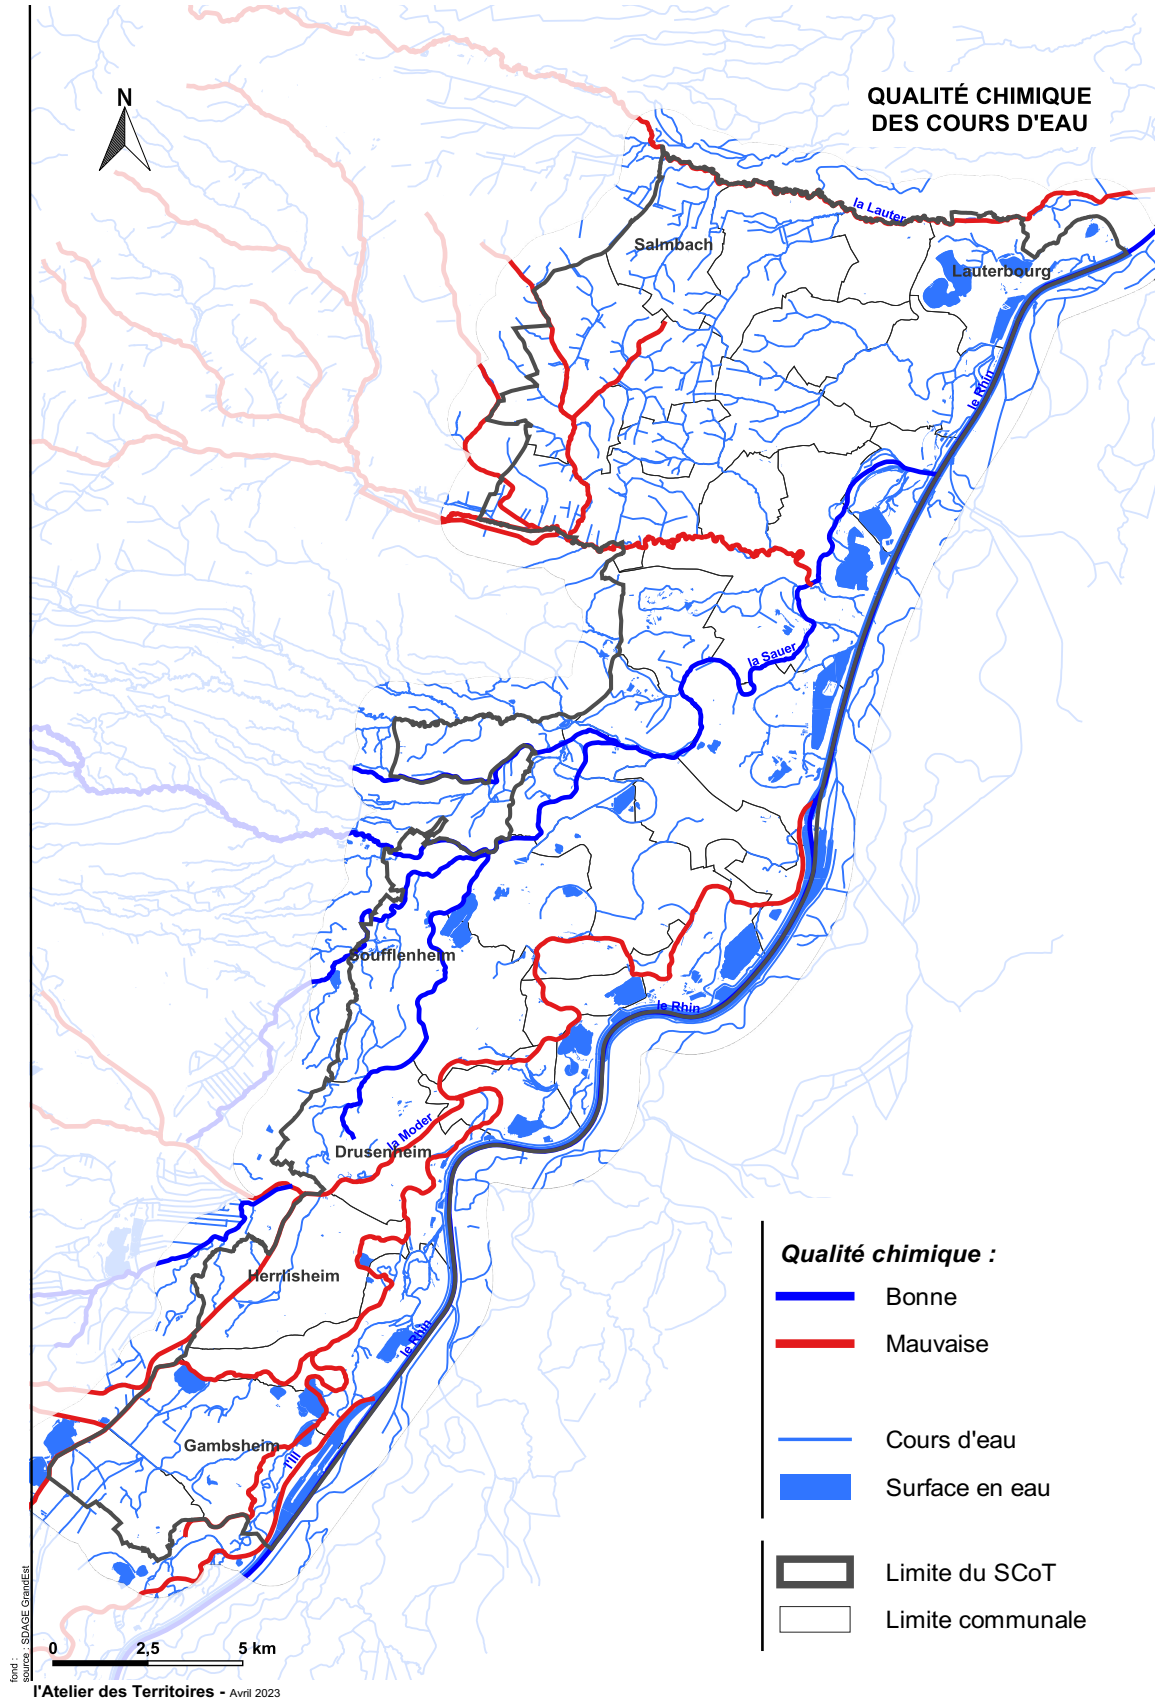 N
QUALITÉ CHIMIQUE
DES COURS D'EAU
la Lauter
Salmbach
Lauterbourg
le Rhin
la Sauer
Soufflenheim
le Rhin
la Moder
Drusenheim
Herrlisheim
le Rhin
Gambsheim
l'Ill
Qualité chimique :
Bonne
Mauvaise
Cours d'eau
Surface en eau
Limite du SCoT
Limite communale
0 2,5 5 km
fond :
source : SDAGE GrandEst
l'Atelier des Territoires - Avril 2023